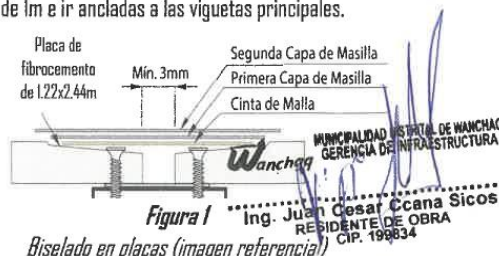 de 1m e ir ancladas a las viguetas principales.
Placa de
fibrocemento
de 1.22x2.44m
Mín. 3mm
Segunda Capa de Masilla
Primera Capa de Masilla
Cinta de Malla
Wanchaq
MUNICIPALIDAD DISTRITAL DE WANCHAQ
GERENCIA DE INFRAESTRUCTURA
Figura 1
Ing. Juan Cesar Ccana Sicos
RESIDENTE DE OBRA
CIP. 199834
Biselado en placas (imagen referencial)